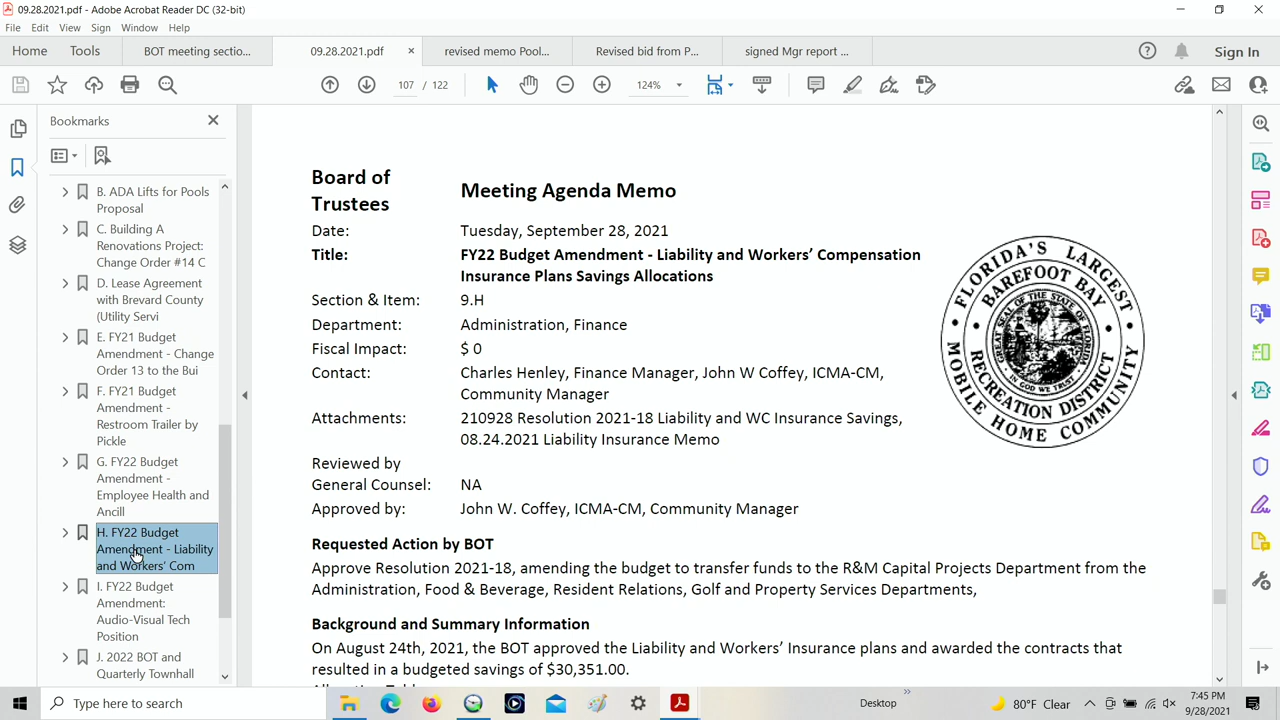 09.28.2021.pdf - Adobe Acrobat Reader DC (32-bit)
File Edit View Sign Window Help
Home Tools BOT meeting sectio... 09.28.2021.pdf × revised memo Pool... Revised bid from P... signed Mgr report ... Sign In
107 / 122 124%
Bookmarks
B. ADA Lifts for Pools
Proposal
C. Building A
Renovations Project:
Change Order #14 C
D. Lease Agreement
with Brevard County
(Utility Servi
E. FY21 Budget
Amendment - Change
Order 13 to the Bui
F. FY21 Budget
Amendment -
Restroom Trailer by
Pickle
G. FY22 Budget
Amendment -
Employee Health and
Ancill
H. FY22 Budget
Amendment - Liability
and Workers' Com
I. FY22 Budget
Amendment:
Audio-Visual Tech
Position
J. 2022 BOT and
Quarterly Townhall
Board of
Trustees
Meeting Agenda Memo
Date: Tuesday, September 28, 2021
Title: FY22 Budget Amendment - Liability and Workers’ Compensation
Insurance Plans Savings Allocations
Section & Item: 9.H
Department: Administration, Finance
Fiscal Impact: $ 0
Contact: Charles Henley, Finance Manager, John W Coffey, ICMA-CM,
Community Manager
Attachments: 210928 Resolution 2021-18 Liability and WC Insurance Savings,
08.24.2021 Liability Insurance Memo
Reviewed by
General Counsel: NA
Approved by: John W. Coffey, ICMA-CM, Community Manager
FLORIDA'S LARGEST
MOBILE HOME COMMUNITY
BAREFOOT BAY
RECREATION DISTRICT
GREAT SEAL OF THE STATE OF FLORIDA
IN GOD WE TRUST
Requested Action by BOT
Approve Resolution 2021-18, amending the budget to transfer funds to the R&M Capital Projects Department from the
Administration, Food & Beverage, Resident Relations, Golf and Property Services Departments,
Background and Summary Information
On August 24th, 2021, the BOT approved the Liability and Workers’ Insurance plans and awarded the contracts that
resulted in a budgeted savings of $30,351.00.
Type here to search
Desktop
80°F Clear
7:45 PM
9/28/2021